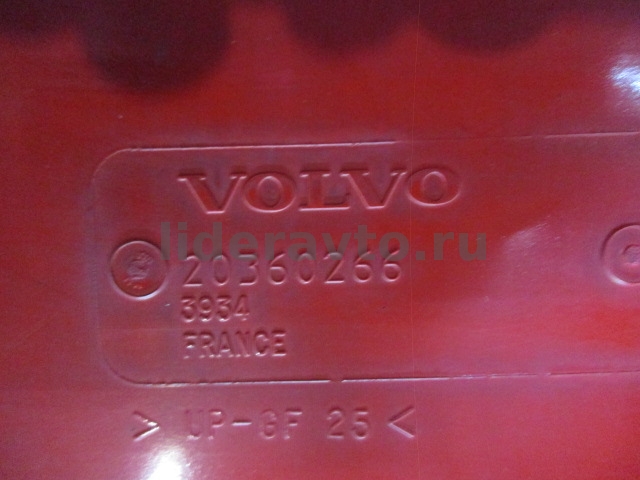 VOLVO
lideravto.ru
20360266
3934
FRANCE
> UP-GF 25 <